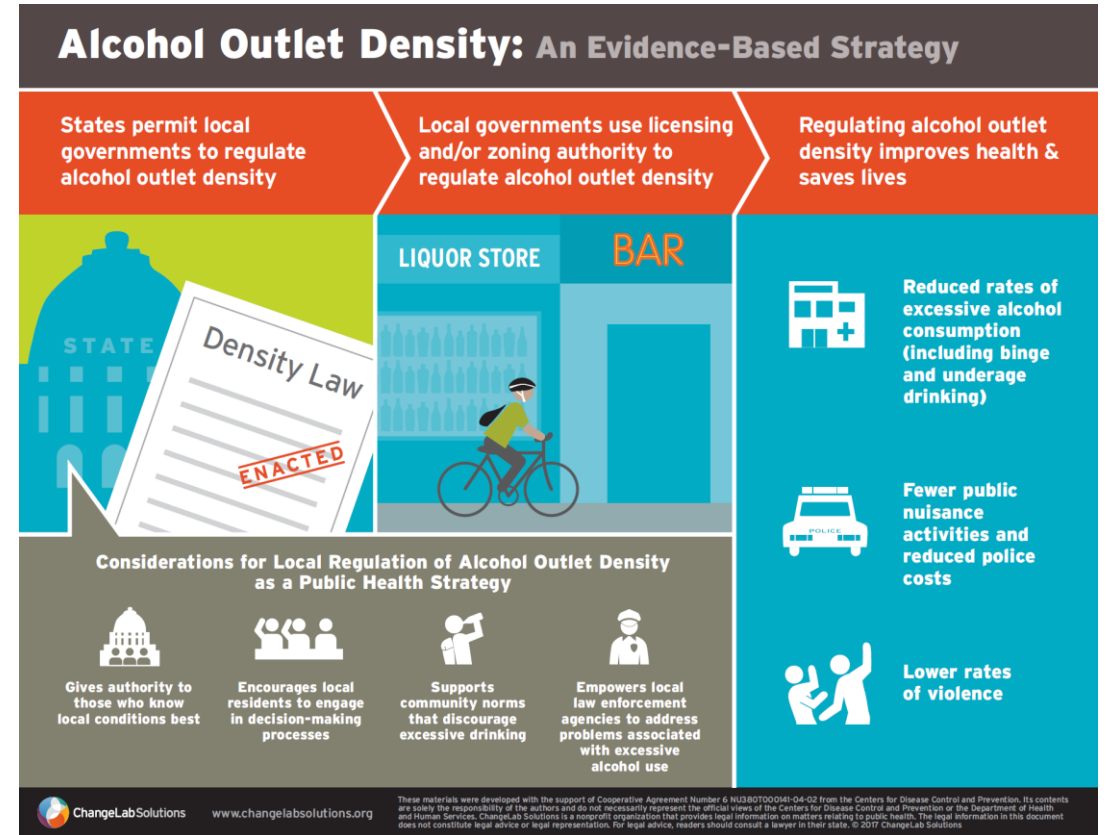 Alcohol Outlet Density: An Evidence-Based Strategy
States permit local
governments to regulate
alcohol outlet density
Local governments use licensing
and/or zoning authority to
regulate alcohol outlet density
Regulating alcohol outlet
density improves health &
saves lives
STATE
Density Law
ENACTED
LIQUOR STORE
BAR
Reduced rates of
excessive alcohol
consumption
(including binge
and underage
drinking)
POLICE
Fewer public
nuisance
activities and
reduced police
costs
Lower rates
of violence
Considerations for Local Regulation of Alcohol Outlet Density
as a Public Health Strategy
Gives authority to
those who know
local conditions best
Encourages local
residents to engage
in decision-making
processes
Supports
community norms
that discourage
excessive drinking
Empowers local
law enforcement
agencies to address
problems associated
with excessive
alcohol use
ChangeLabSolutions
www.changelabsolutions.org
These materials were developed with the support of Cooperative Agreement Number 6 NU38OT000141-04-02 from the Centers for Disease Control and Prevention. Its contents
are solely the responsibility of the authors and do not necessarily represent the official views of the Centers for Disease Control and Prevention or the Department of Health
and Human Services. ChangeLab Solutions is a nonprofit organization that provides legal information on matters relating to public health. The legal information in this document
does not constitute legal advice or legal representation. For legal advice, readers should consult a lawyer in their state. © 2017 ChangeLab Solutions